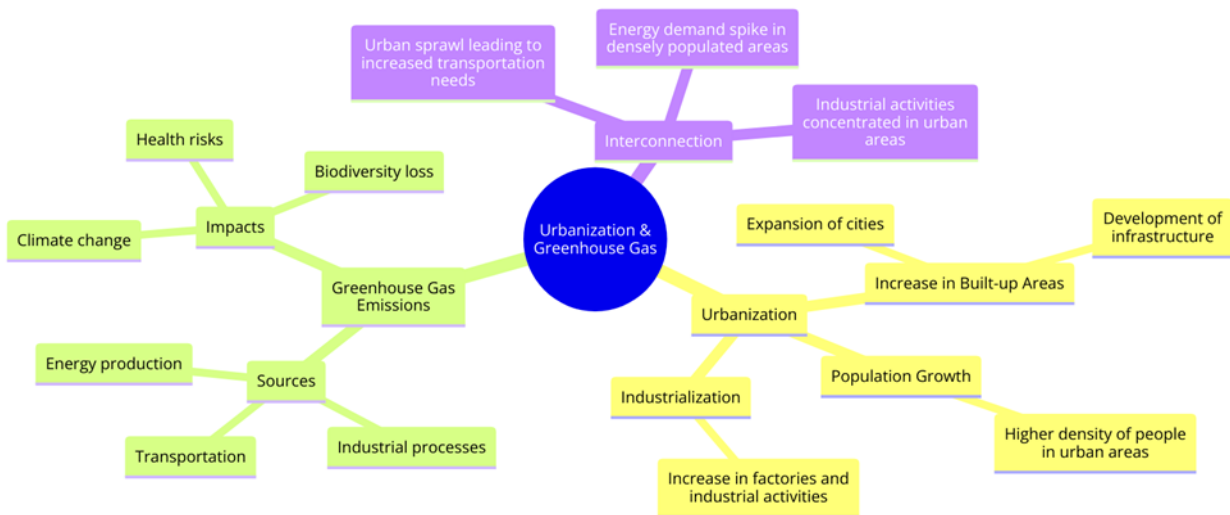 Urbanization &
Greenhouse Gas
Interconnection
Urban sprawl leading to
increased transportation
needs
Energy demand spike in
densely populated areas
Industrial activities
concentrated in urban
areas
Urbanization
Increase in Built-up Areas
Expansion of cities
Development of
infrastructure
Population Growth
Higher density of people
in urban areas
Industrialization
Increase in factories and
industrial activities
Greenhouse Gas
Emissions
Impacts
Health risks
Biodiversity loss
Climate change
Sources
Energy production
Transportation
Industrial processes